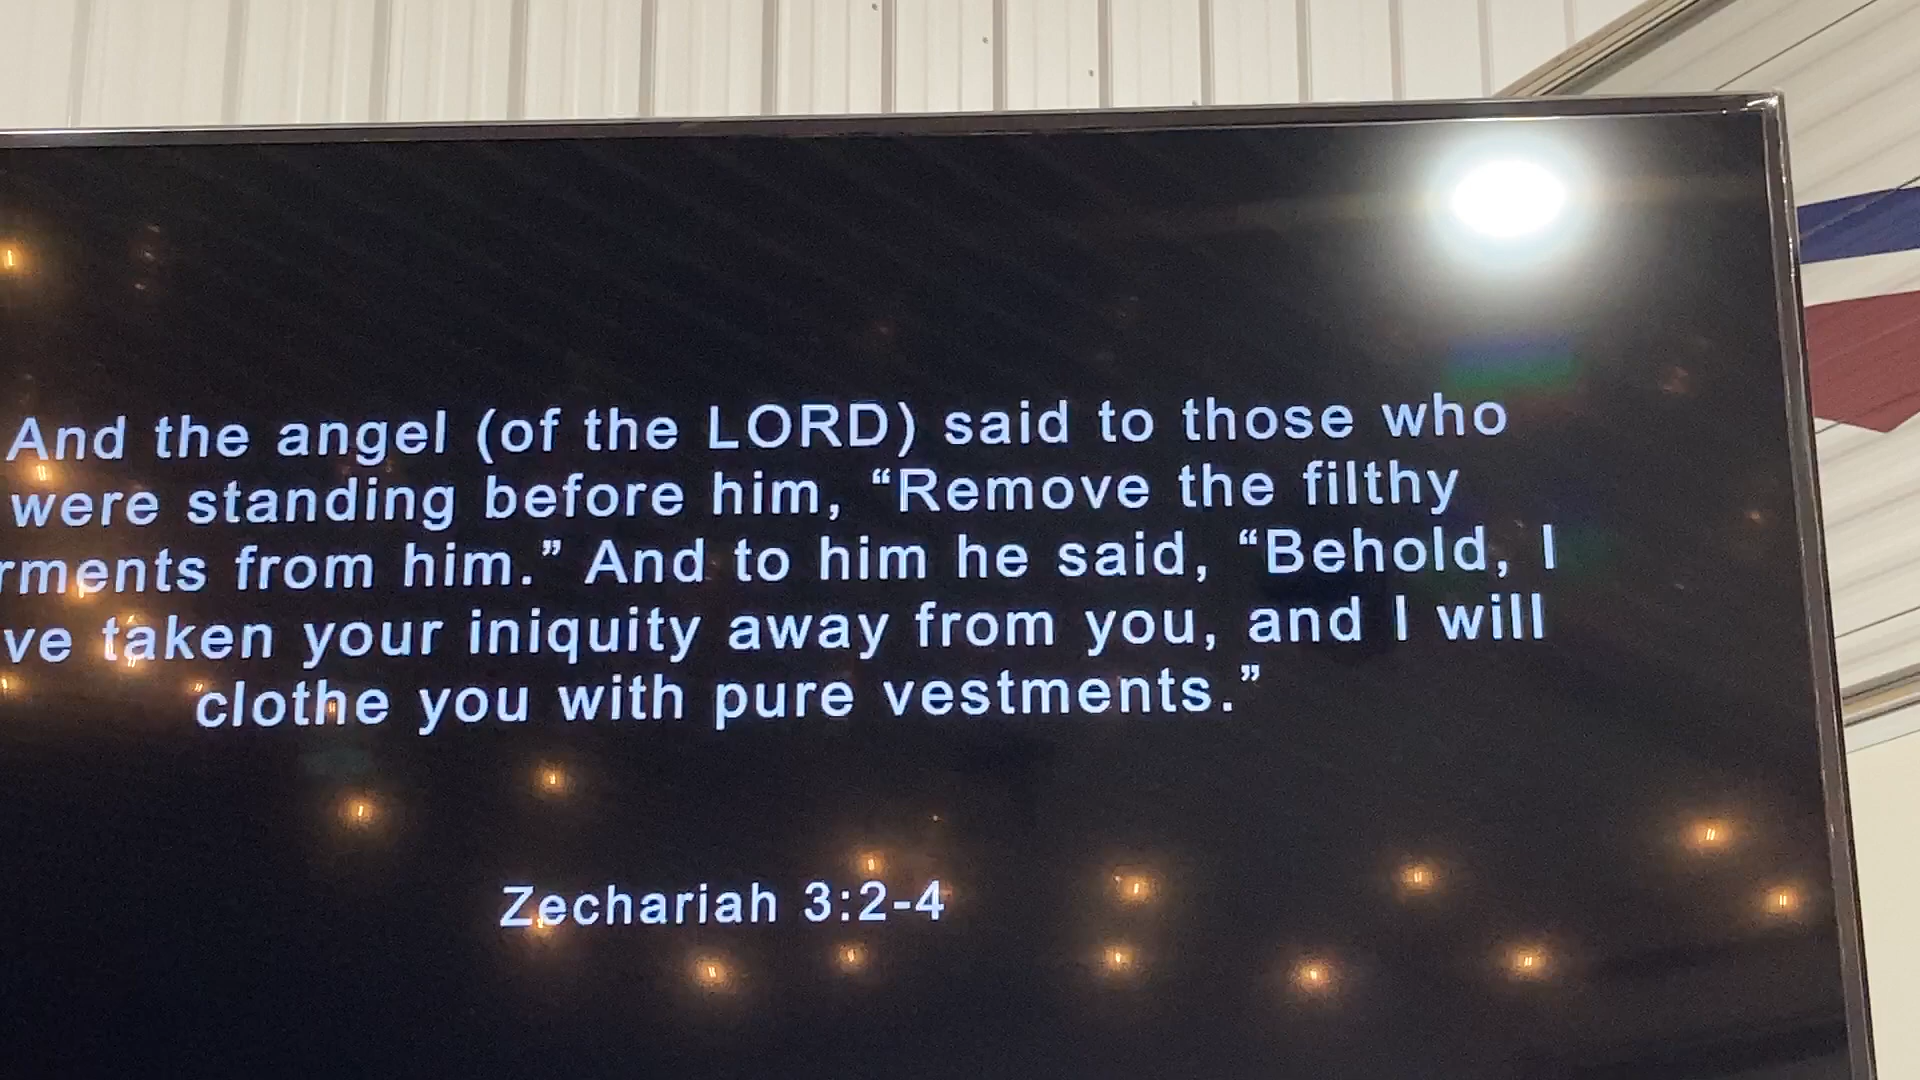 And the angel (of the LORD) said to those who
were standing before him, “Remove the filthy
rments from him.” And to him he said, “Behold, I
ve taken your iniquity away from you, and I will
clothe you with pure vestments.”
Zechariah 3:2-4